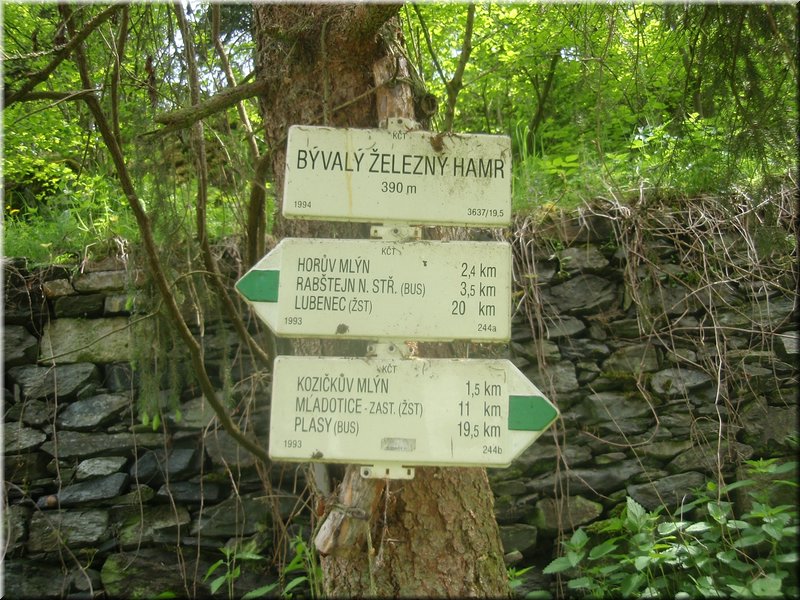 KČT
BÝVALÝ ŽELEZNÝ HAMR
390 m
1994 3637/19,5
KČT
HORŮV MLÝN 2,4 km
RABŠTEJN N. STŘ. (BUS) 3,5 km
LUBENEC (ŽST) 20 km
1993 244a
KČT
KOZIČKŮV MLÝN 1,5 km
MLADOTICE - ZAST. (ŽST) 11 km
PLASY (BUS) 19,5 km
1993 244b